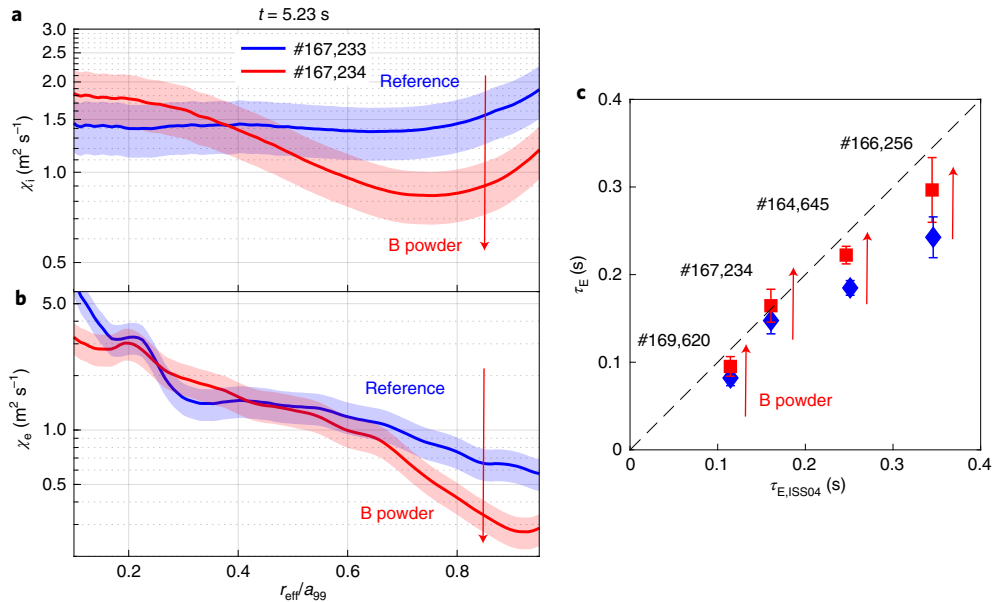 a
t = 5.23 s
3.0
2.5
2.0
1.5
1.0
0.5
χi (m² s⁻¹)
#167,233
#167,234
Reference
B powder
b
5.0
1.0
0.5
χe (m² s⁻¹)
Reference
B powder
0.2
0.4
0.6
0.8
reff/a99
c
0.4
0.3
0.2
0.1
0
τE (s)
#166,256
#164,645
#167,234
#169,620
B powder
0
0.1
0.2
0.3
0.4
τE,ISS04 (s)